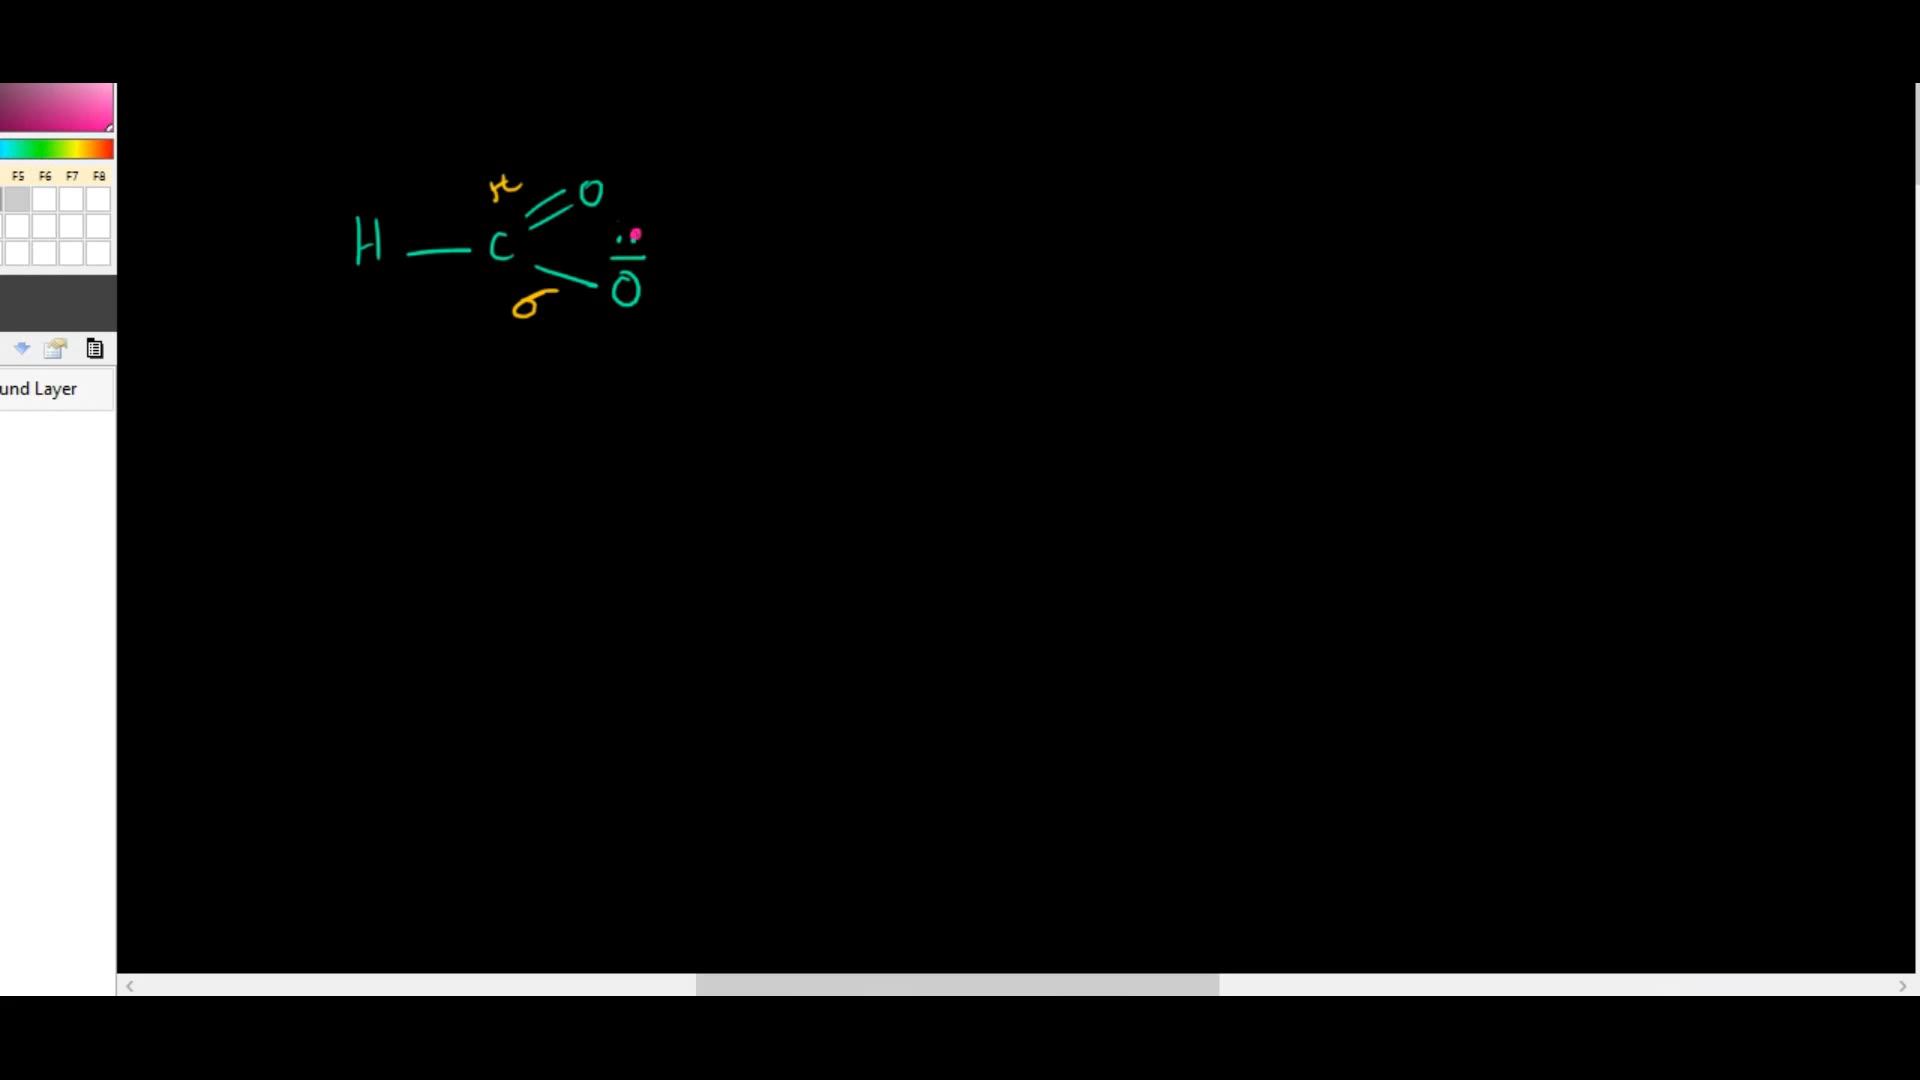 F5 F6 F7 F8
π
O
H — C
O
σ
und Layer